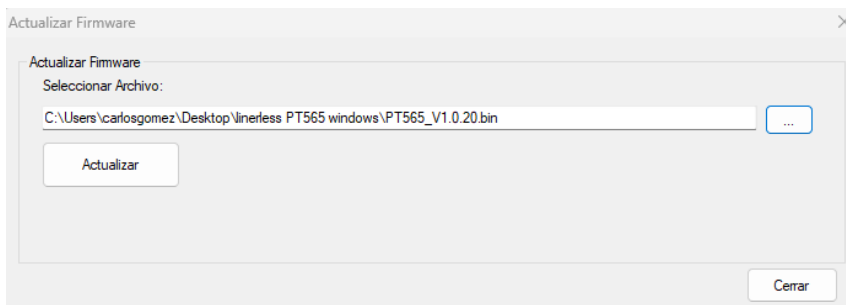 Actualizar Firmware
Actualizar Firmware
Seleccionar Archivo:
C:\Users\carlosgomez\Desktop\linerless PT565 windows\PT565_V1.0.20.bin
...
Actualizar
Cerrar